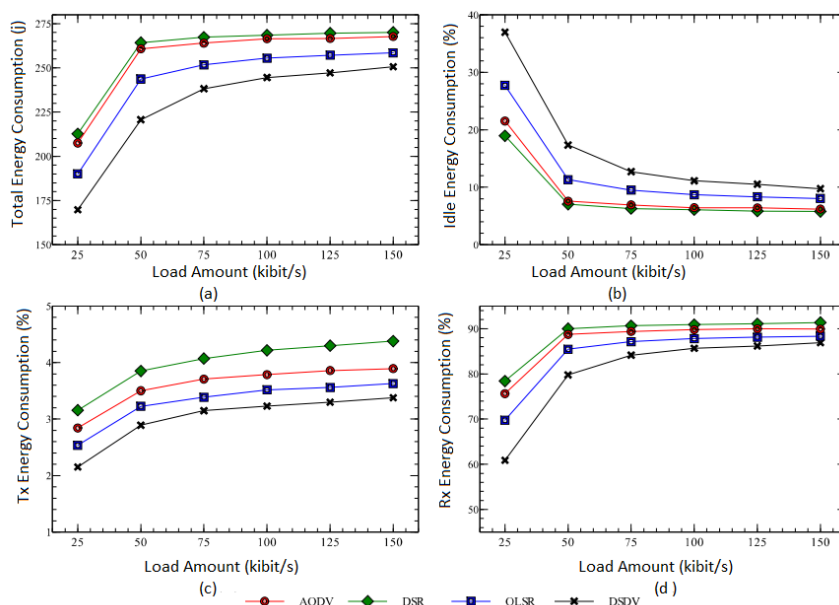 Total Energy Consumption (j)
275
250
225
200
175
150
25 50 75 100 125 150
Load Amount (kibit/s)
(a)
Idle Energy Consumption (%)
40
30
20
10
0
25 50 75 100 125 150
Load Amount (kibit/s)
(b)
Tx Energy Consumption (%)
5
4
3
2
1
25 50 75 100 125 150
Load Amount (kibit/s)
(c)
Rx Energy Consumption (%)
90
80
70
60
50
25 50 75 100 125 150
Load Amount (kibit/s)
(d )
AODV DSR OLSR DSDV